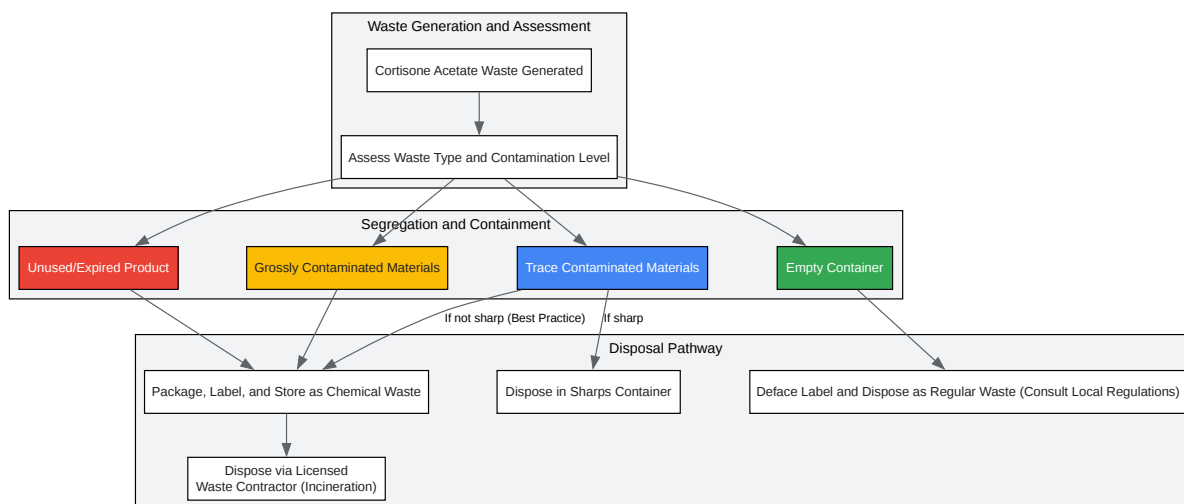 Waste Generation and Assessment
Cortisone Acetate Waste Generated
Assess Waste Type and Contamination Level
Segregation and Containment
Unused/Expired Product
Grossly Contaminated Materials
Trace Contaminated Materials
Empty Container
If not sharp (Best Practice)
If sharp
Disposal Pathway
Package, Label, and Store as Chemical Waste
Dispose in Sharps Container
Deface Label and Dispose as Regular Waste (Consult Local Regulations)
Dispose via Licensed
Waste Contractor (Incineration)